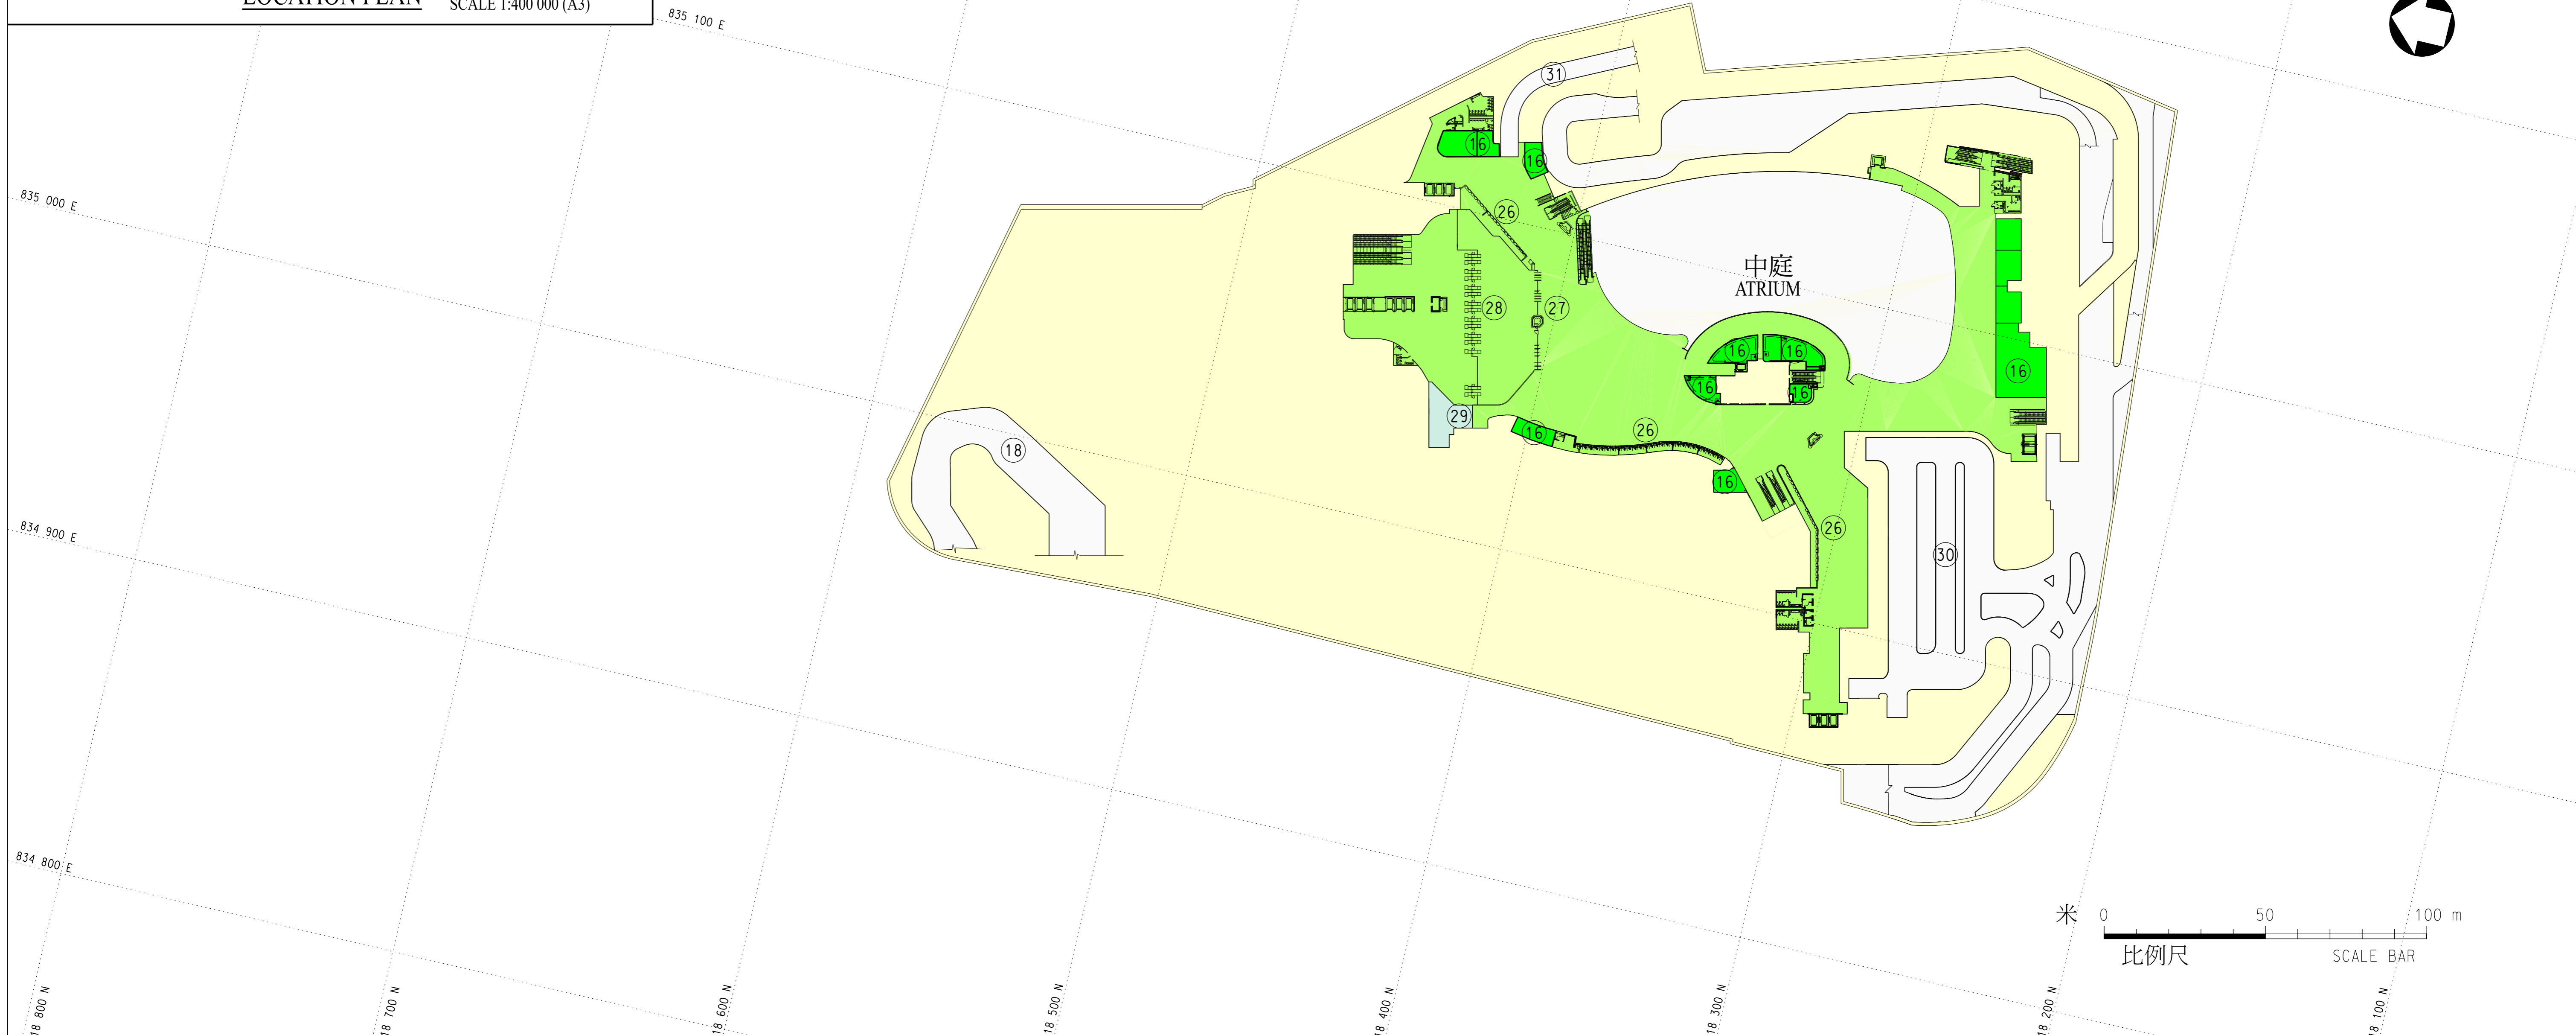 LOCATION PLAN SCALE 1:400 000 (A3)
835 100 E
31
16
16
835 000 E
26
中庭
ATRIUM
28
27
16
16
16
16
16
29
16
26
18
16
834 900 E
26
30
834 800 E
米 0 50 100 m
比例尺 SCALE BAR
18 800 N
18 700 N
18 600 N
18 500 N
18 400 N
18 300 N
18 200 N
18 100 N